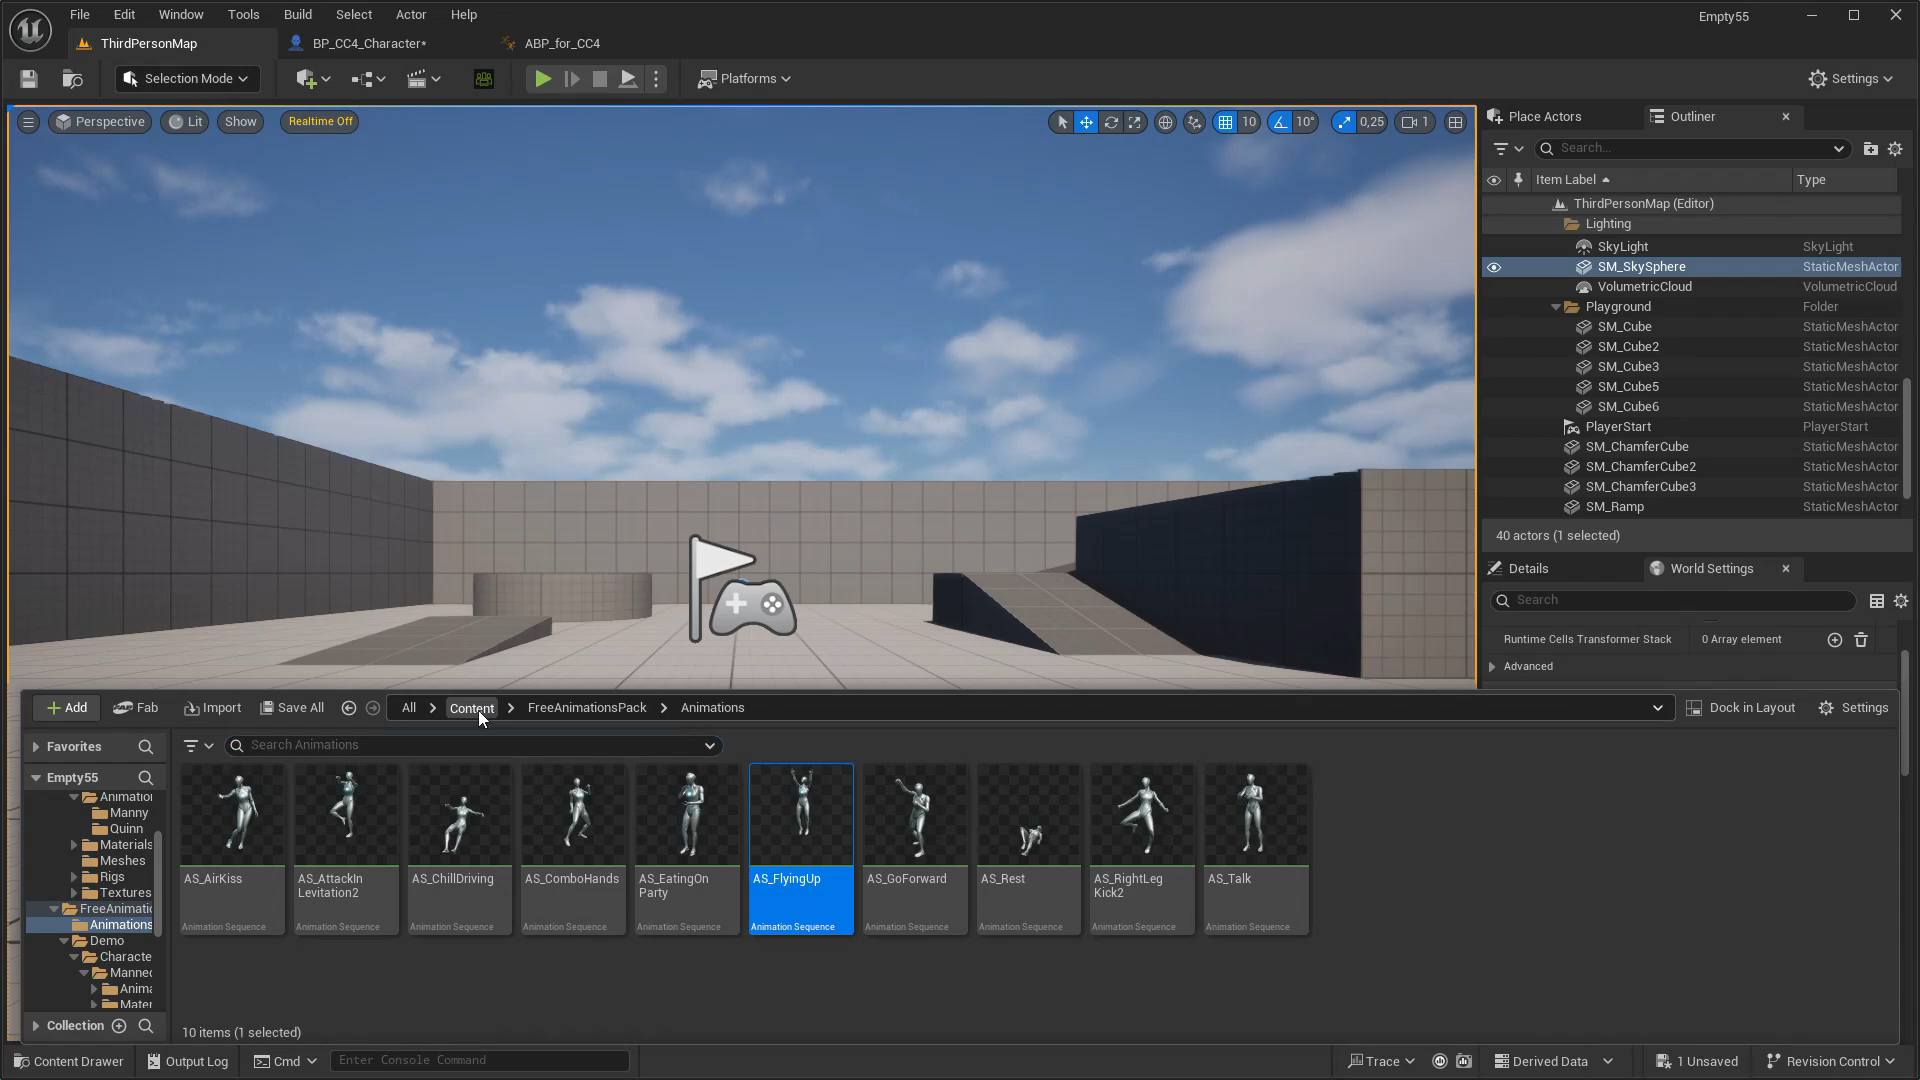 File Edit Window Tools Build Select Actor Help
Empty55
ThirdPersonMap
BP_CC4_Character*
ABP_for_CC4
Selection Mode
Platforms
Settings
Perspective
Lit
Show
Realtime Off
10
10°
0,25
1
Place Actors
Outliner
Search...
Item Label
Type
ThirdPersonMap (Editor)
Lighting
SkyLight SkyLight
SM_SkySphere StaticMeshActor
VolumetricCloud VolumetricCloud
Playground Folder
SM_Cube StaticMeshActor
SM_Cube2 StaticMeshActor
SM_Cube3 StaticMeshActor
SM_Cube5 StaticMeshActor
SM_Cube6 StaticMeshActor
PlayerStart PlayerStart
SM_ChamferCube StaticMeshActor
SM_ChamferCube2 StaticMeshActor
SM_ChamferCube3 StaticMeshActor
SM_Ramp StaticMeshActor
40 actors (1 selected)
Details
World Settings
Search
Runtime Cells Transformer Stack 0 Array element
Advanced
Add
Fab
Import
Save All
All
Content
FreeAnimationsPack
Animations
Dock in Layout
Settings
Favorites
Search Animations
Empty55
Animation
Manny
Quinn
Materials
Meshes
Rigs
Textures
FreeAnimatio
Animations
Demo
Characte
Manneq
Anima
Mater
Collection
AS_AirKiss
Animation Sequence
AS_AttackIn
Levitation2
Animation Sequence
AS_ChillDriving
Animation Sequence
AS_ComboHands
Animation Sequence
AS_EatingOn
Party
Animation Sequence
AS_FlyingUp
Animation Sequence
AS_GoForward
Animation Sequence
AS_Rest
Animation Sequence
AS_RightLeg
Kick2
Animation Sequence
AS_Talk
Animation Sequence
10 items (1 selected)
Content Drawer
Output Log
Cmd
Enter Console Command
Trace
Derived Data
1 Unsaved
Revision Control